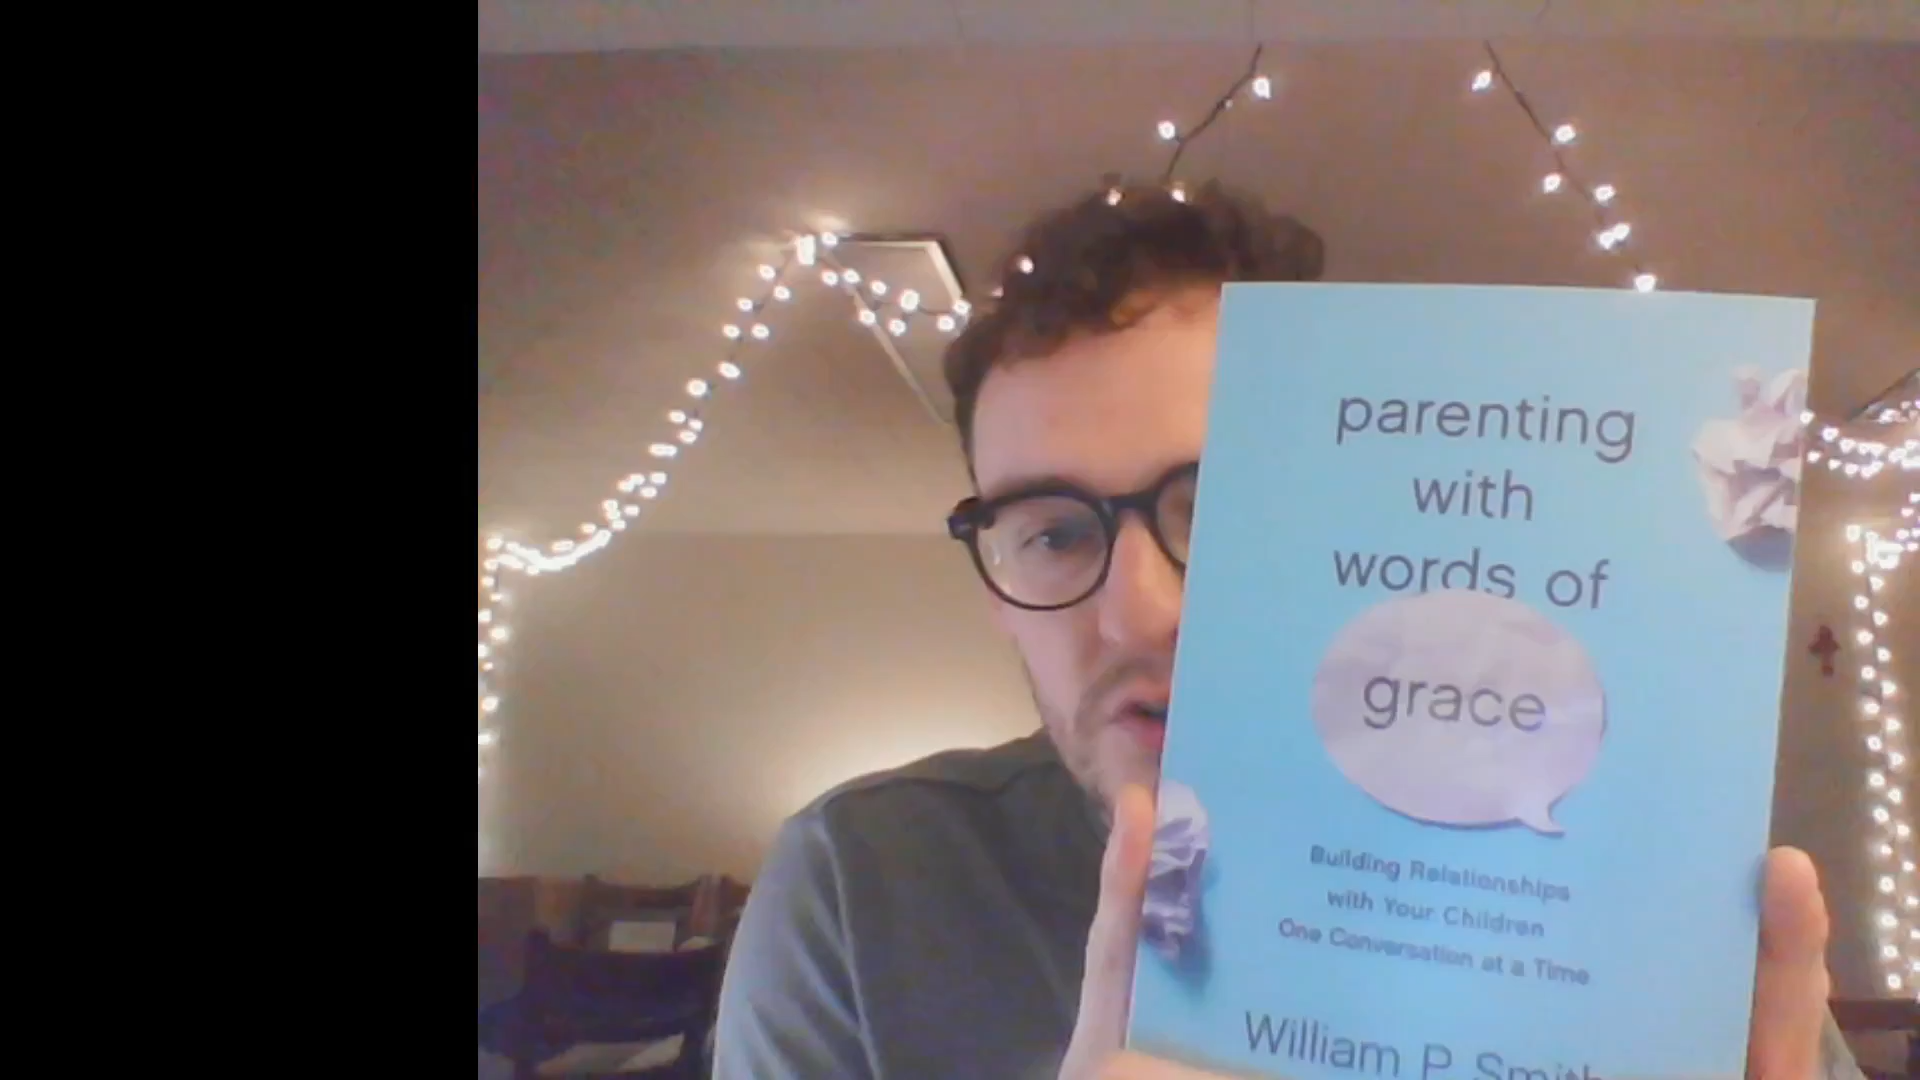 parenting
with
words of
grace
Building Relationships
with Your Children
One Conversation at a Time
William P. Smith